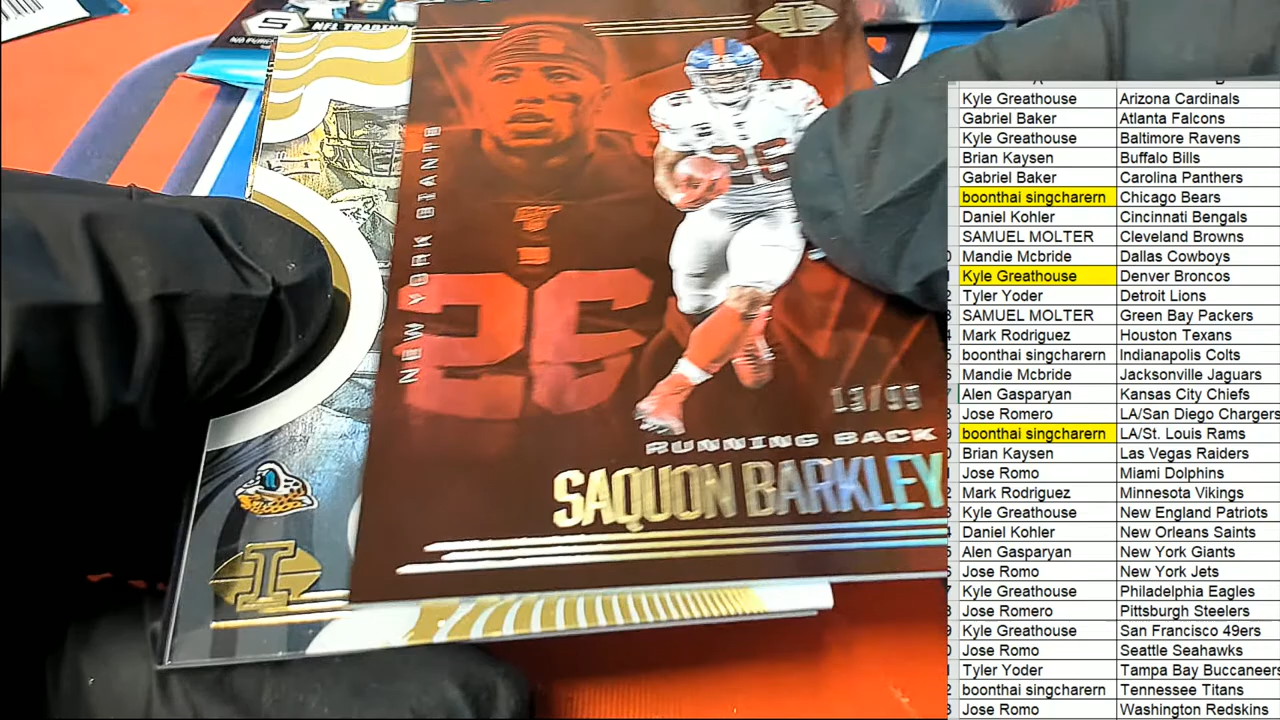 NFL TRADING
NEW YORK GIANTS
26
26
13/99
RUNNING BACK
SAQUON BARKLEY
I
I
Kyle Greathouse Arizona Cardinals
Gabriel Baker Atlanta Falcons
Kyle Greathouse Baltimore Ravens
Brian Kaysen Buffalo Bills
Gabriel Baker Carolina Panthers
boonthai singcharern Chicago Bears
Daniel Kohler Cincinnati Bengals
SAMUEL MOLTER Cleveland Browns
Mandie Mcbride Dallas Cowboys
Kyle Greathouse Denver Broncos
Tyler Yoder Detroit Lions
SAMUEL MOLTER Green Bay Packers
Mark Rodriguez Houston Texans
boonthai singcharern Indianapolis Colts
Mandie Mcbride Jacksonville Jaguars
Alen Gasparyan Kansas City Chiefs
Jose Romero LA/San Diego Chargers
boonthai singcharern LA/St. Louis Rams
Brian Kaysen Las Vegas Raiders
Jose Romo Miami Dolphins
Mark Rodriguez Minnesota Vikings
Kyle Greathouse New England Patriots
Daniel Kohler New Orleans Saints
Alen Gasparyan New York Giants
Jose Romo New York Jets
Kyle Greathouse Philadelphia Eagles
Jose Romero Pittsburgh Steelers
Kyle Greathouse San Francisco 49ers
Jose Romo Seattle Seahawks
Tyler Yoder Tampa Bay Buccaneers
boonthai singcharern Tennessee Titans
Jose Romo Washington Redskins